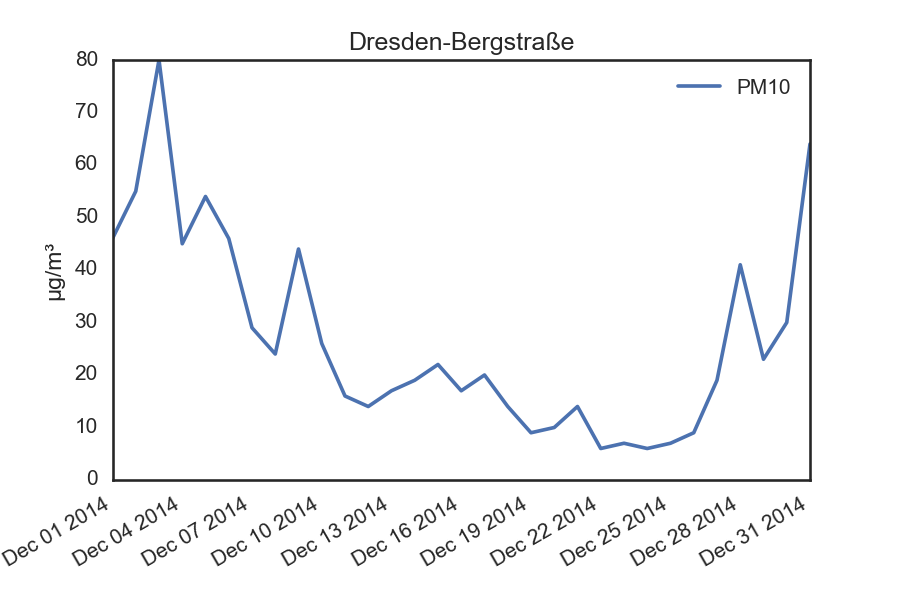 Dresden-Bergstraße
80
70
60
50
40
30
20
10
0
µg/m³
PM10
Dec 01 2014
Dec 04 2014
Dec 07 2014
Dec 10 2014
Dec 13 2014
Dec 16 2014
Dec 19 2014
Dec 22 2014
Dec 25 2014
Dec 28 2014
Dec 31 2014